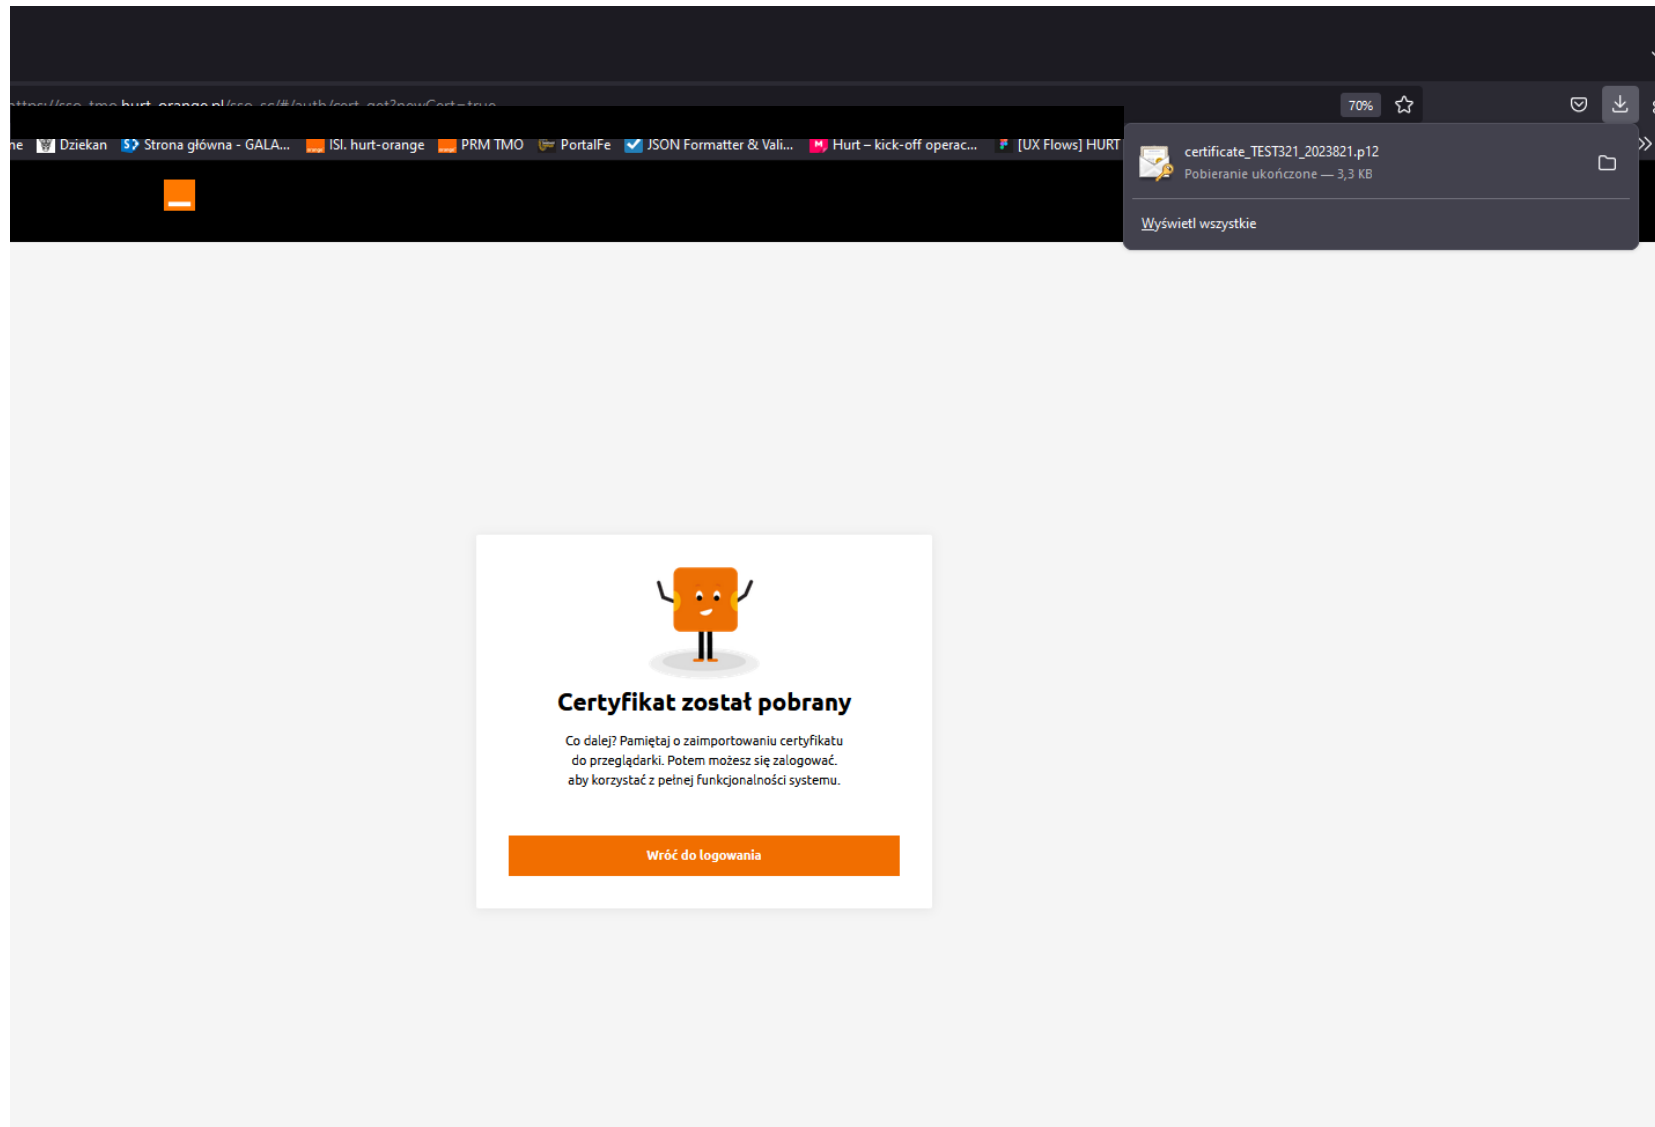 70%
ne Dziekan Strona główna - GALA... ISI. hurt-orange PRM TMO PortalFe JSON Formatter & Vali... Hurt – kick-off operac... [UX Flows] HURT
certificate_TEST321_2023821.p12
Pobieranie ukończone — 3,3 KB
Wyświetl wszystkie
Certyfikat został pobrany
Co dalej? Pamiętaj o zaimportowaniu certyfikatu
do przeglądarki. Potem możesz się zalogować.
aby korzystać z pełnej funkcjonalności systemu.
Wróć do logowania